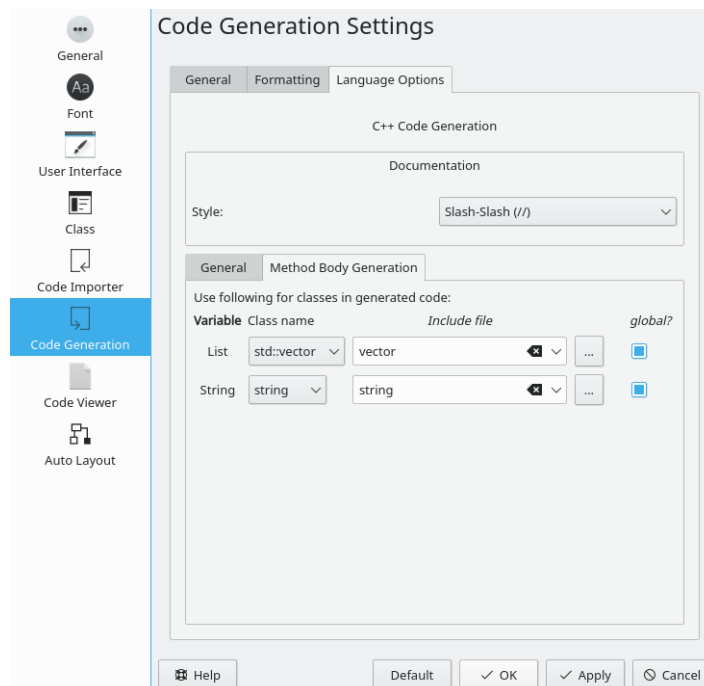 Code Generation Settings
General
Aa
Font
User Interface
Class
Code Importer
Code Generation
Code Viewer
Auto Layout
General Formatting Language Options
C++ Code Generation
Documentation
Style: Slash-Slash (//)
General Method Body Generation
Use following for classes in generated code:
Variable Class name Include file global?
List std::vector vector ...
String string string ...
Help Default OK Apply Cancel